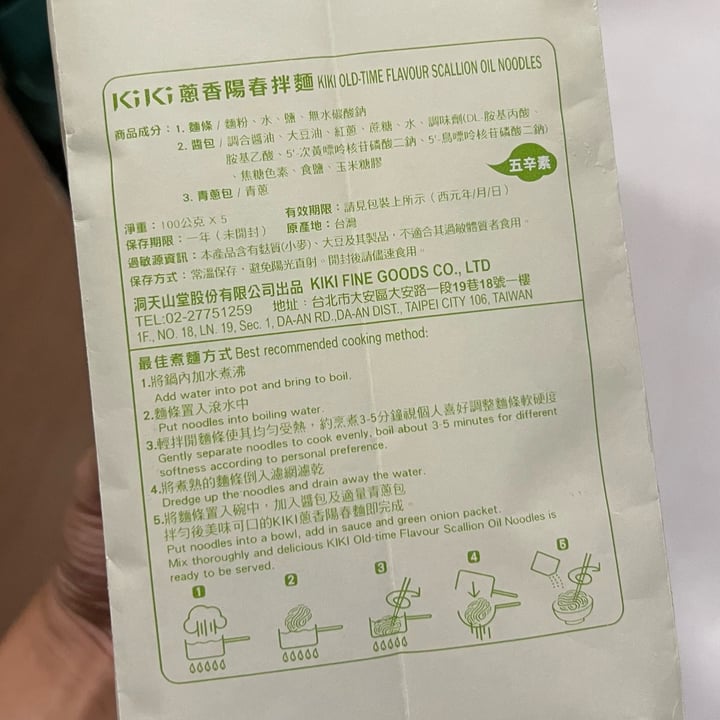 KiKi 蔥香陽春拌麵 KIKI OLD-TIME FLAVOUR SCALLION OIL NOODLES
商品成分：1. 麵條 / 麵粉、水、鹽、無水碳酸鈉
2. 醬包 / 調合醬油、大豆油、紅蔥、蔗糖、水、調味劑(DL-胺基丙酸、
胺基乙酸、5'-次黃嘌呤核苷磷酸二鈉、5'-鳥嘌呤核苷磷酸二鈉)
、焦糖色素、食鹽、玉米糖膠
3. 青蔥包 / 青蔥
五辛素
淨重：100公克 X 5
有效期限：請見包裝上所示（西元年/月/日）
保存期限：一年（未開封）
原產地：台灣
過敏源資訊：本產品含有麩質(小麥)、大豆及其製品，不適合其過敏體質者食用。
保存方式：常溫保存，避免陽光直射。開封後請儘速食用。
洞天山堂股份有限公司出品 KIKI FINE GOODS CO., LTD
TEL:02-27751259 地址：台北市大安區大安路一段19巷18號一樓
1F., NO. 18, LN. 19, Sec. 1, DA-AN RD.,DA-AN DIST., TAIPEI CITY 106, TAIWAN
最佳煮麵方式 Best recommended cooking method:
1.將鍋內加水煮沸
Add water into pot and bring to boil.
2.麵條置入滾水中
Put noodles into boiling water.
3.輕拌開麵條使其均勻受熱，約烹煮3-5分鐘視個人喜好調整麵條軟硬度
Gently separate noodles to cook evenly, boil about 3-5 minutes for different
softness according to personal preference.
4.將煮熟的麵條倒入濾網濾乾
Dredge up the noodles and drain away the water.
5.將麵條置入碗中，加入醬包及適量青蔥包
拌勻後美味可口的KIKI蔥香陽春麵即完成。
Put noodles into a bowl, add in sauce and green onion packet.
Mix thoroughly and delicious KIKI Old-time Flavour Scallion Oil Noodles is
ready to be served.
1
2
3
4
5